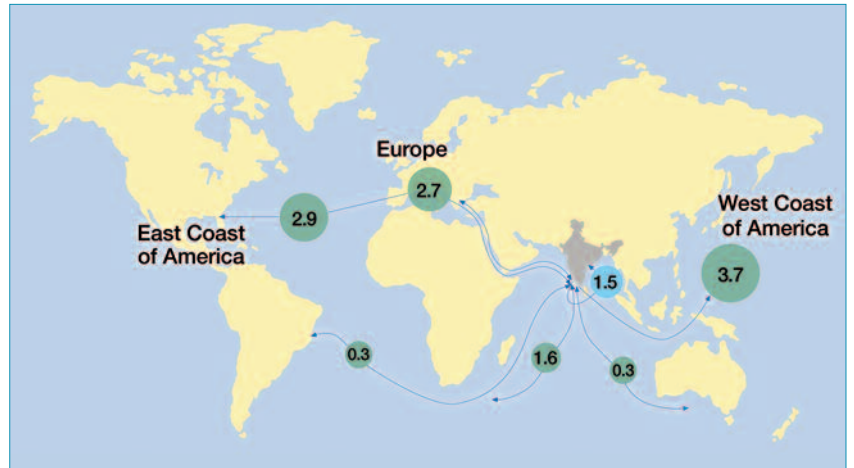 Europe
2.7
2.9
East Coast
of America
West Coast
of America
3.7
1.5
0.3
1.6
0.3